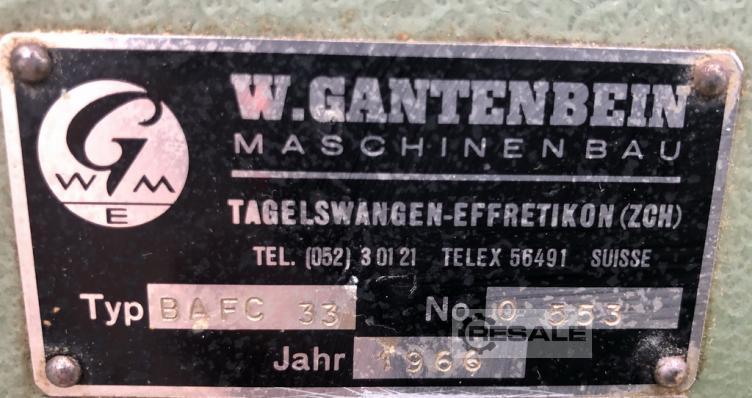 W.GANTENBEIN
MASCHINENBAU
G
W M
E
TAGELSWANGEN-EFFRETIKON (ZCH)
TEL. (052) 3 01 21 TELEX 56491 SUISSE
Typ BAFC 33 No. 0 553
RESALE
Jahr 1966